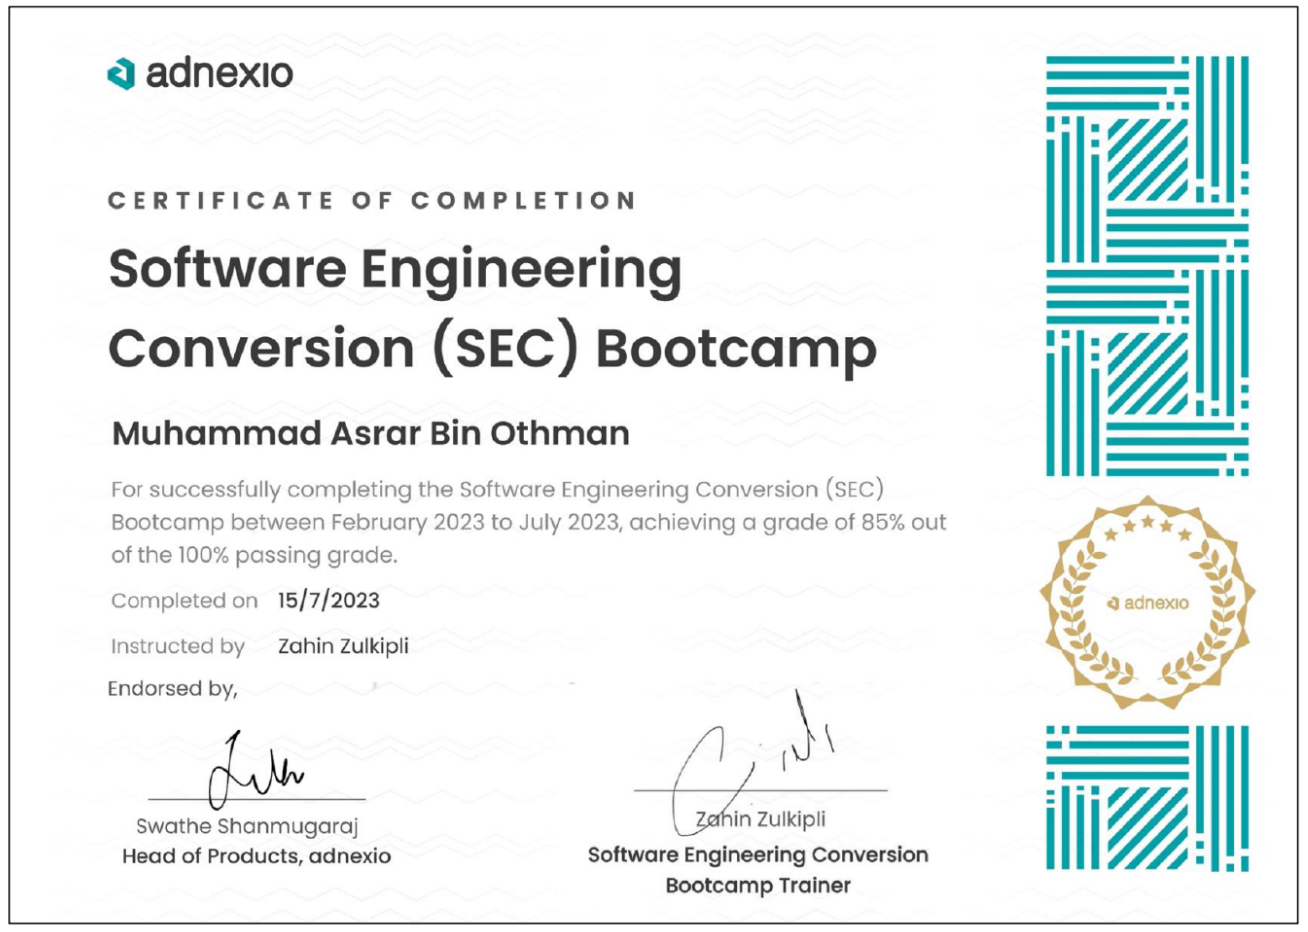 adnexio
CERTIFICATE OF COMPLETION
Software Engineering
Conversion (SEC) Bootcamp
Muhammad Asrar Bin Othman
For successfully completing the Software Engineering Conversion (SEC)
Bootcamp between February 2023 to July 2023, achieving a grade of 85% out
of the 100% passing grade.
Completed on 15/7/2023
Instructed by Zahin Zulkipli
Endorsed by,
adnexio
Swathe Shanmugaraj
Head of Products, adnexio
Zahin Zulkipli
Software Engineering Conversion
Bootcamp Trainer